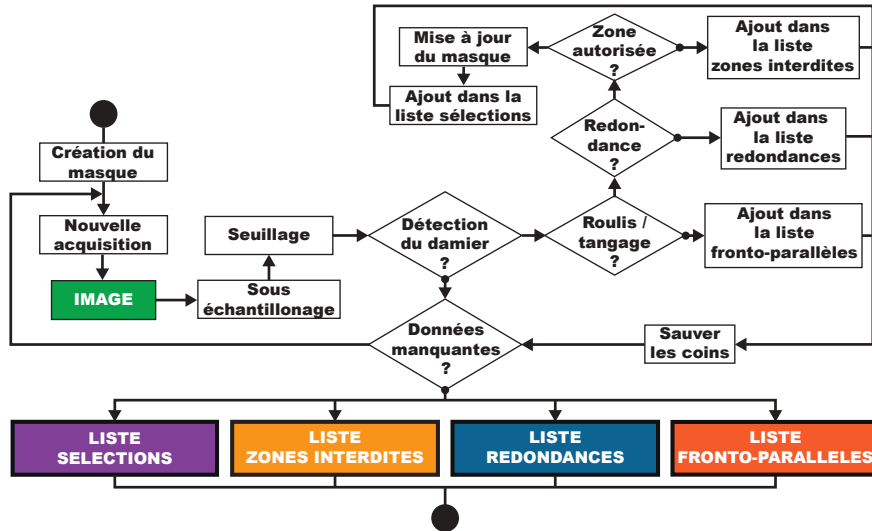 Création du
masque
Nouvelle
acquisition
IMAGE
Sous
échantillonage
Seuillage
Détection
du damier
?
Roulis /
tangage
?
Redon-
dance
?
Zone
autorisée
?
Mise à jour
du masque
Ajout dans la
liste sélections
Ajout dans
la liste
zones interdites
Ajout dans
la liste
redondances
Ajout dans
la liste
fronto-parallèles
Sauver
les coins
Données
manquantes
?
LISTE
SELECTIONS
LISTE
ZONES INTERDITES
LISTE
REDONDANCES
LISTE
FRONTO-PARALLELES